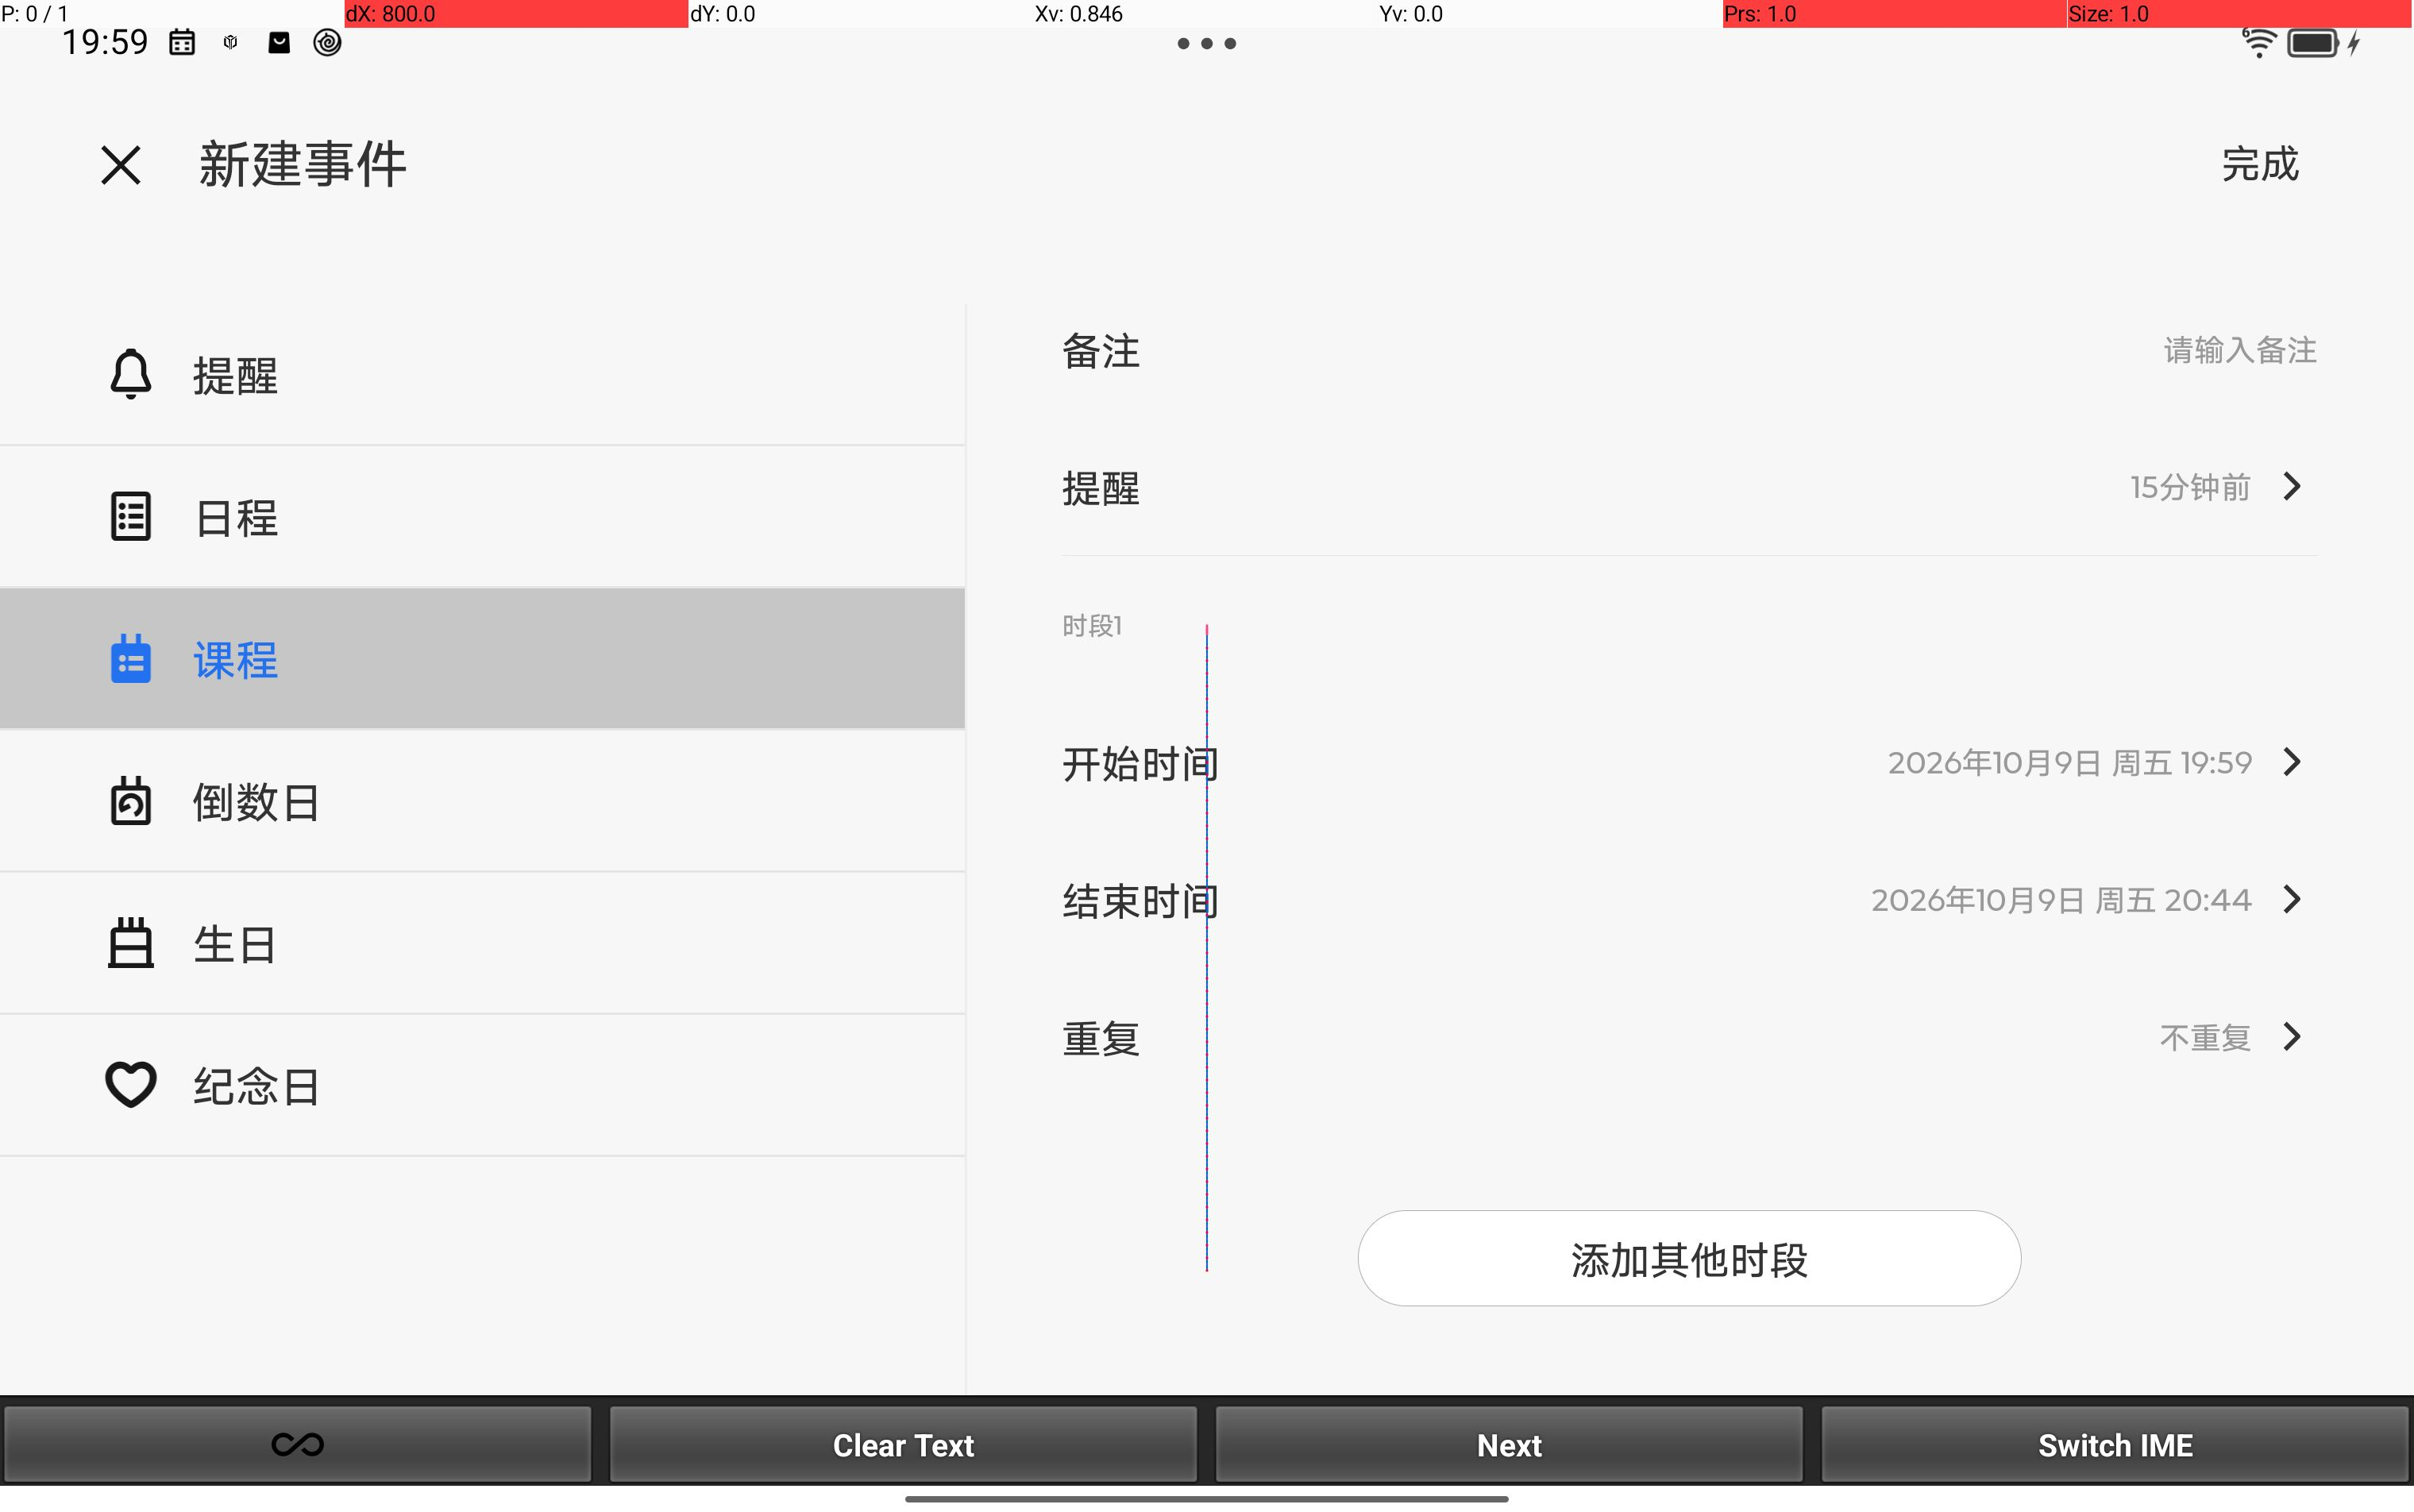 P: 0 / 1 dX: 800.0 dY: 0.0 Xv: 0.846 Yv: 0.0 Prs: 1.0 Size: 1.0
19:59 6
新建事件 完成
提醒
日程
课程
倒数日
生日
纪念日
备注 请输入备注
提醒 15分钟前
时段1
开始时间 2026年10月9日 周五 19:59
结束时间 2026年10月9日 周五 20:44
重复 不重复
添加其他时段
Clear Text Next Switch IME